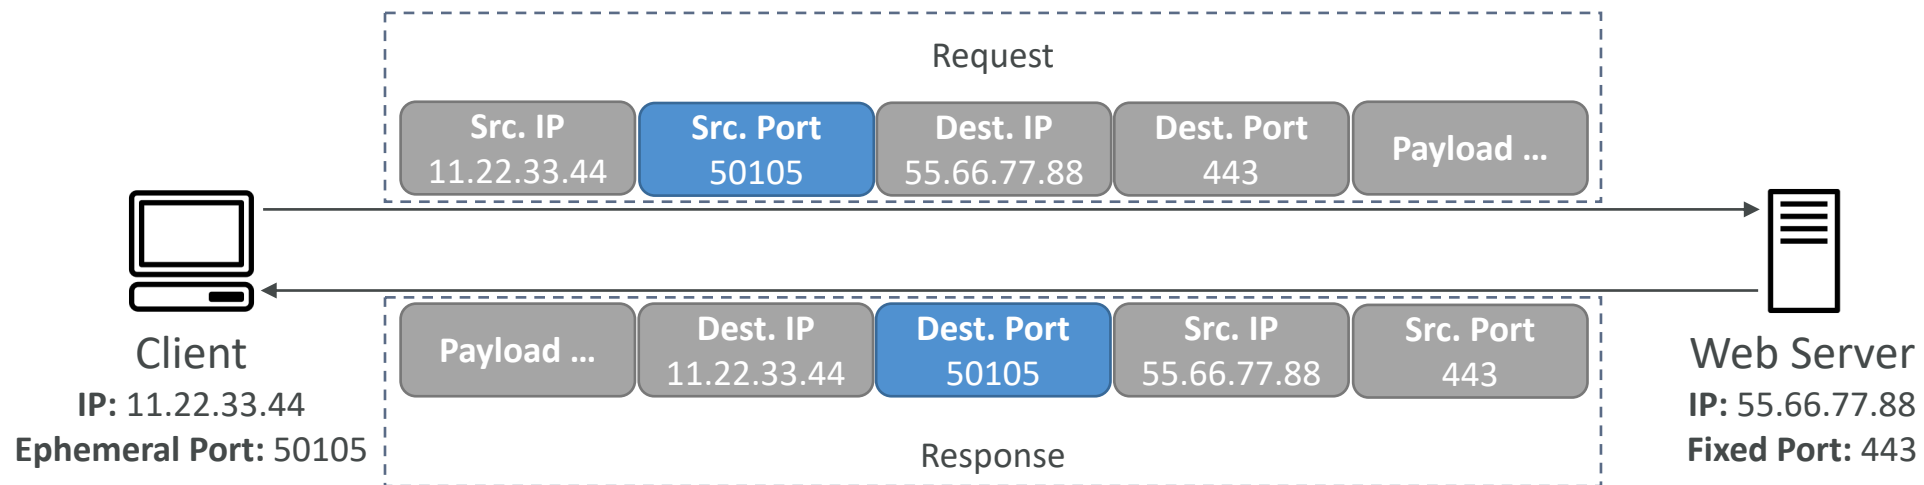 Request
Src. IP
11.22.33.44
Src. Port
50105
Dest. IP
55.66.77.88
Dest. Port
443
Payload ...
Payload ...
Dest. IP
11.22.33.44
Dest. Port
50105
Src. IP
55.66.77.88
Src. Port
443
Response
Client
IP: 11.22.33.44
Ephemeral Port: 50105
Web Server
IP: 55.66.77.88
Fixed Port: 443